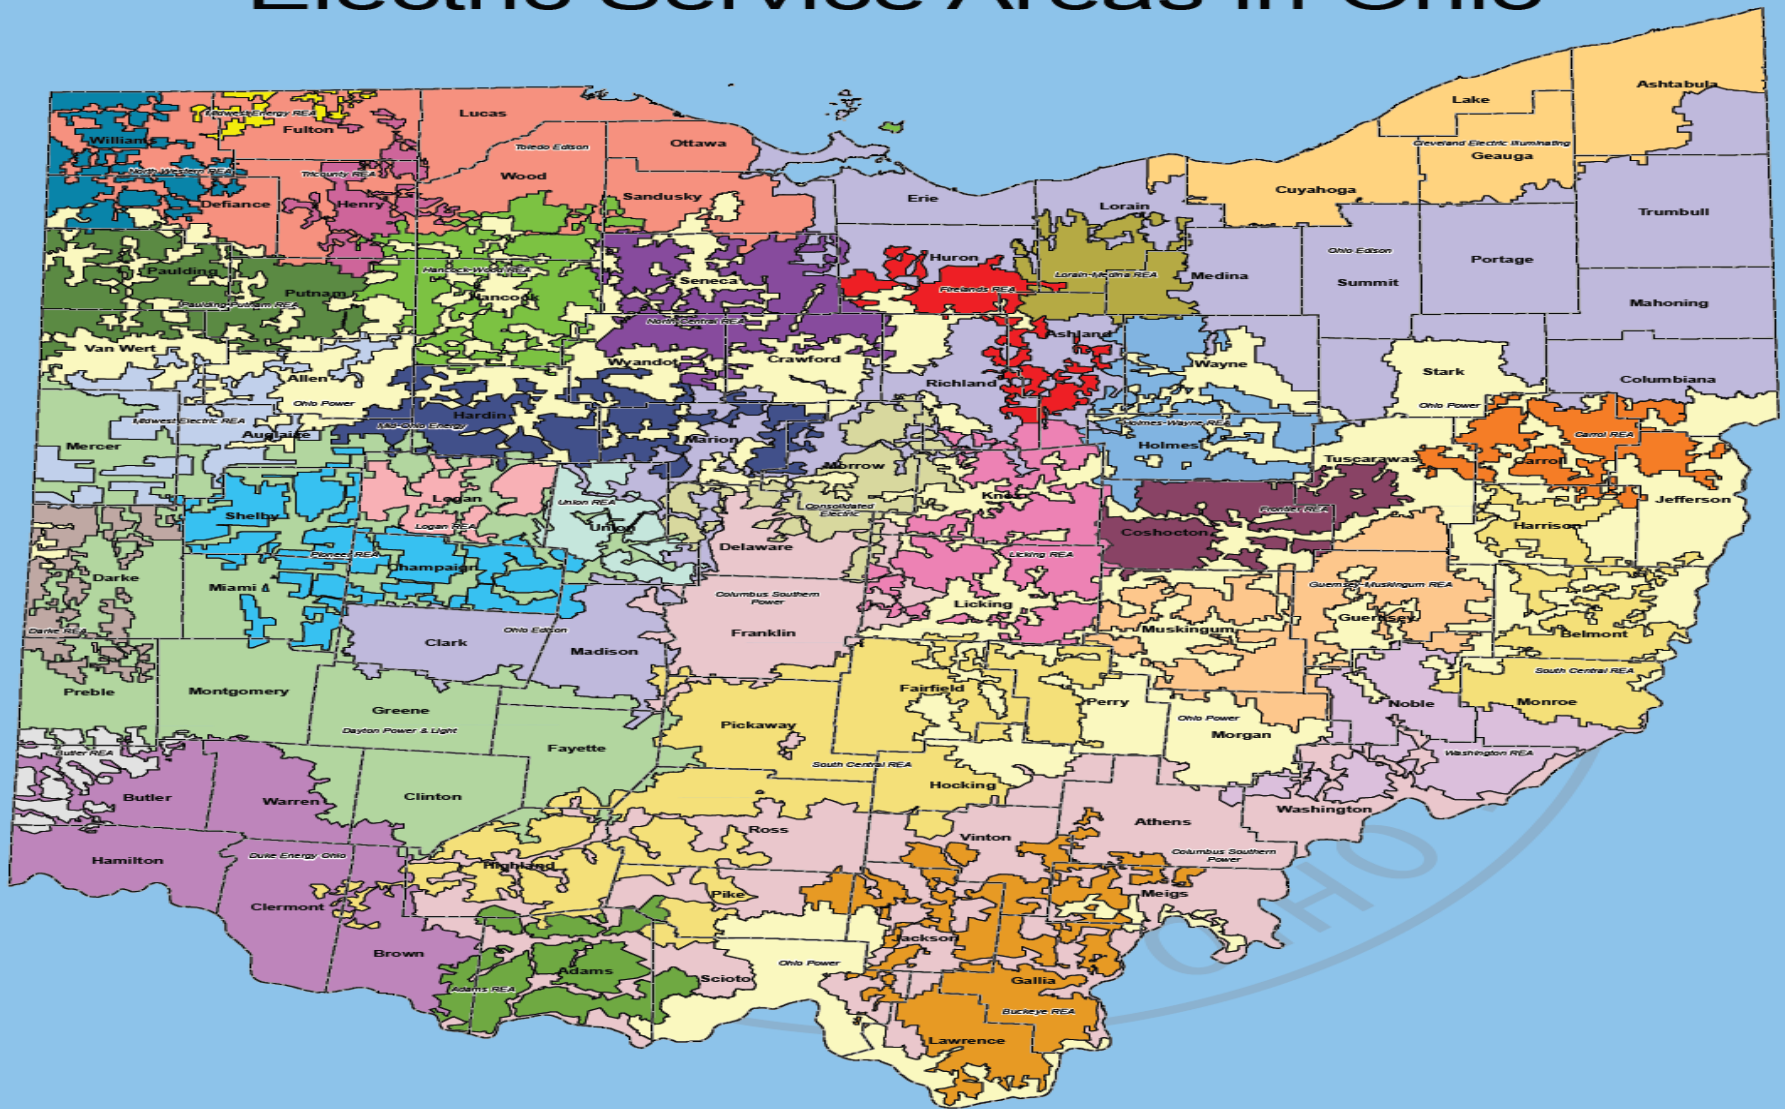 Electric Service Areas in Ohio
Ashtabula
Lake
Lucas
Midwest Energy REA
Fulton
Williams
Ottawa
Toledo Edison
Cleveland Electric Illuminating
Geauga
North Western REA
Tricounty REA
Wood
Cuyahoga
Sandusky
Erie
Defiance
Henry
Lorain
Trumbull
Ohio Edison
Huron
Portage
Paulding
Hancock-Wood REA
Lorain-Medina REA
Medina
Seneca
Summit
Putnam
Hancock
Firelands REA
Paulding-Putnam REA
Mahoning
North Central REA
Ashland
Van Wert
Wyandot
Crawford
Wayne
Stark
Allen
Richland
Columbiana
Ohio Power
Ohio Power
Hardin
Midwest Electric REA
Mid-Ohio Energy
Holmes-Wayne REA
Auglaize
Marion
Carrol REA
Mercer
Holmes
Tuscarawas
Carroll
Morrow
Logan
Knox
Jefferson
Union REA
Consolidated
Electric
Frontier REA
Shelby
Logan REA
Union
Harrison
Coshocton
Delaware
Pioneer REA
Licking REA
Champaign
Darke
Miami
Guernsey-Muskingum REA
Columbus Southern
Power
Licking
Guernsey
Darke REA
Ohio Edison
Franklin
Muskingum
Belmont
Clark
Madison
South Central REA
Preble
Montgomery
Fairfield
Perry
Noble
Monroe
Greene
Ohio Power
Pickaway
Dayton Power & Light
Morgan
Butler REA
Fayette
Washington REA
South Central REA
Hocking
Butler
Warren
Clinton
Washington
Athens
Ross
Vinton
OHIO
Hamilton
Duke Energy Ohio
Columbus Southern
Power
Highland
Pike
Meigs
Clermont
Jackson
Brown
Ohio Power
Adams
Scioto
Gallia
Adams REA
Buckeye REA
Lawrence